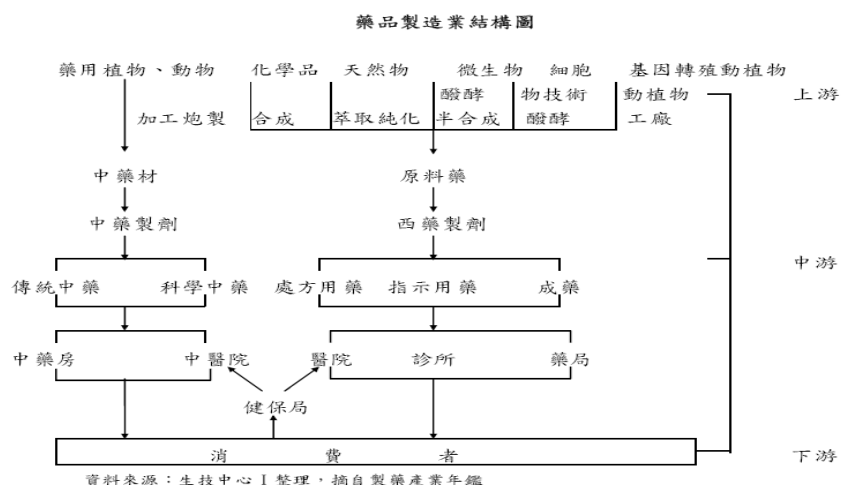 藥品製造業結構圖
藥用植物、動物 化學品 天然物 微生物 細胞 基因轉殖動植物
醱酵 物技術 動植物 上游
加工炮製 合成 萃取純化 半合成 醱酵 工廠
中藥材 原料藥
中藥製劑 西藥製劑
中游
傳統中藥 科學中藥 處方用藥 指示用藥 成藥
中藥房 中醫院 醫院 診所 藥局
健保局
消費者 下游
資料來源：生技中心 I 整理，摘自製藥產業年鑑